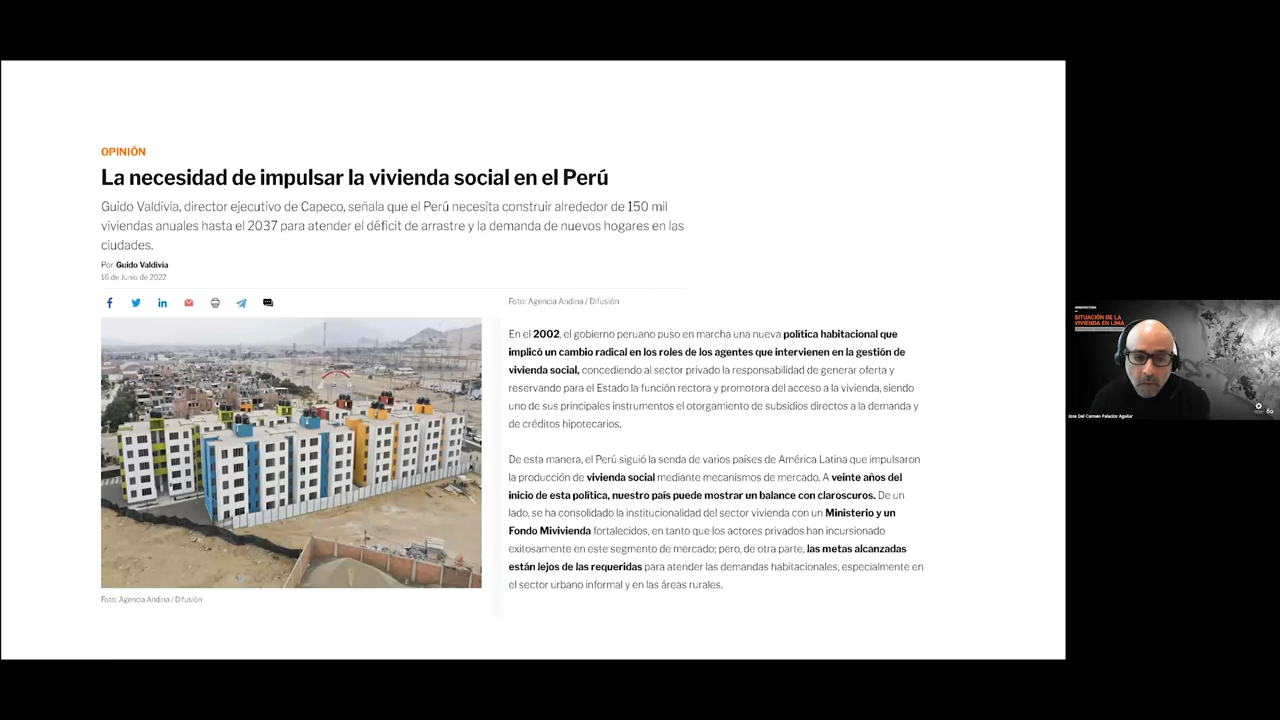 OPINIÓN
La necesidad de impulsar la vivienda social en el Perú
Guido Valdivia, director ejecutivo de Capeco, señala que el Perú necesita construir alrededor de 150 mil
viviendas anuales hasta el 2037 para atender el déficit de arrastre y la demanda de nuevos hogares en las
ciudades.
Por Guido Valdivia
16 de Junio de 2022
Foto: Agencia Andina / Difusión
En el 2002, el gobierno peruano puso en marcha una nueva política habitacional que
implicó un cambio radical en los roles de los agentes que intervienen en la gestión de
vivienda social, concediendo al sector privado la responsabilidad de generar oferta y
reservando para el Estado la función rectora y promotora del acceso a la vivienda, siendo
uno de sus principales instrumentos el otorgamiento de subsidios directos a la demanda y
de créditos hipotecarios.
De esta manera, el Perú siguió la senda de varios países de América Latina que impulsaron
la producción de vivienda social mediante mecanismos de mercado. A veinte años del
inicio de esta política, nuestro país puede mostrar un balance con claroscuros. De un
lado, se ha consolidado la institucionalidad del sector vivienda con un Ministerio y un
Fondo Mivivienda fortalecidos, en tanto que los actores privados han incursionado
exitosamente en este segmento de mercado; pero, de otra parte, las metas alcanzadas
están lejos de las requeridas para atender las demandas habitacionales, especialmente en
el sector urbano informal y en las áreas rurales.
Foto: Agencia Andina / Difusión
ARQUITECTURA
SITUACIÓN DE LA
VIVIENDA EN LIMA
Jose Del Carmen Palacios Aguilar